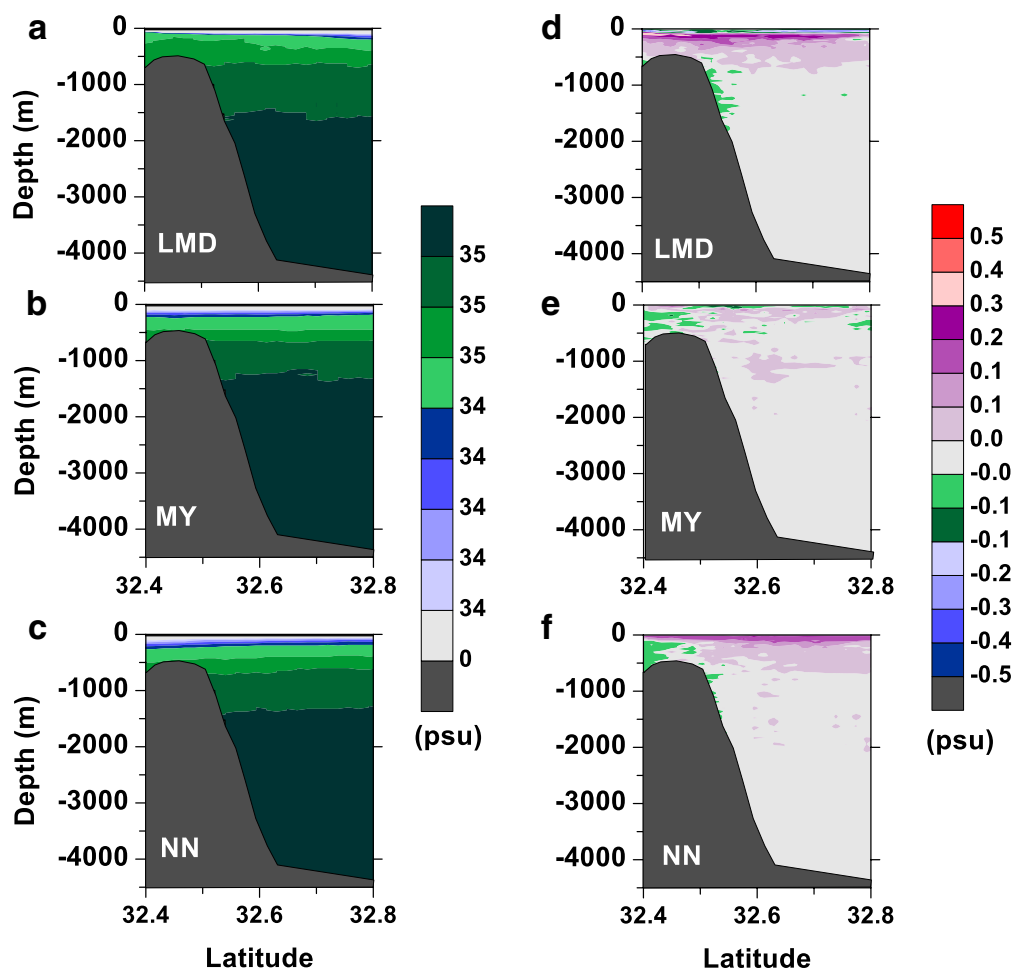 a
0
-1000
-2000
-3000
-4000
Depth (m)
LMD
b
0
-1000
-2000
-3000
-4000
Depth (m)
MY
32.4 32.6 32.8
c
0
-1000
-2000
-3000
-4000
Depth (m)
NN
32.4 32.6 32.8
Latitude
35
35
35
34
34
34
34
34
0
(psu)
d
0
-1000
-2000
-3000
-4000
LMD
e
0
-1000
-2000
-3000
-4000
MY
32.4 32.6 32.8
f
0
-1000
-2000
-3000
-4000
NN
32.4 32.6 32.8
Latitude
0.5
0.4
0.3
0.2
0.1
0.1
0.0
-0.0
-0.1
-0.1
-0.2
-0.3
-0.4
-0.5
(psu)